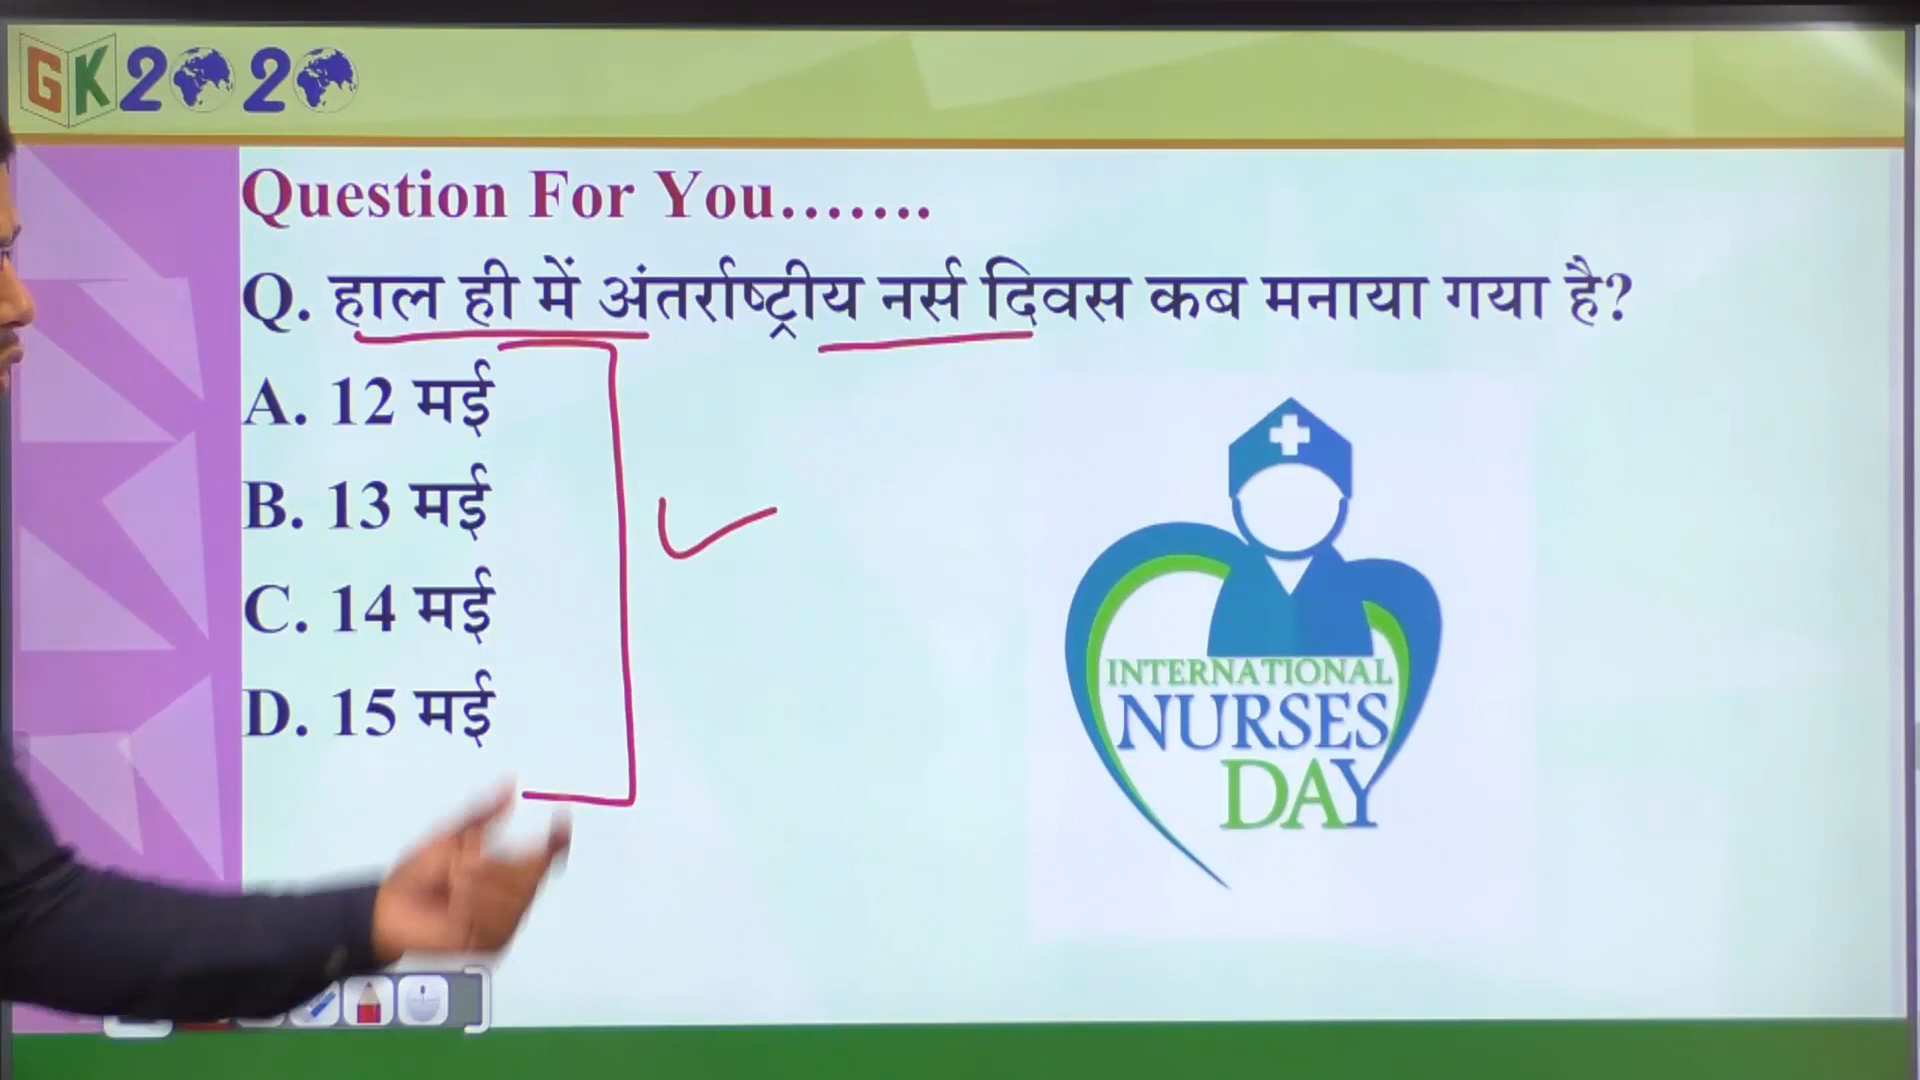 GK2020
Question For You.......
Q. हाल ही में अंतर्राष्ट्रीय नर्स दिवस कब मनाया गया है?
A. 12 मई
B. 13 मई
C. 14 मई
D. 15 मई
INTERNATIONAL
NURSES
DAY